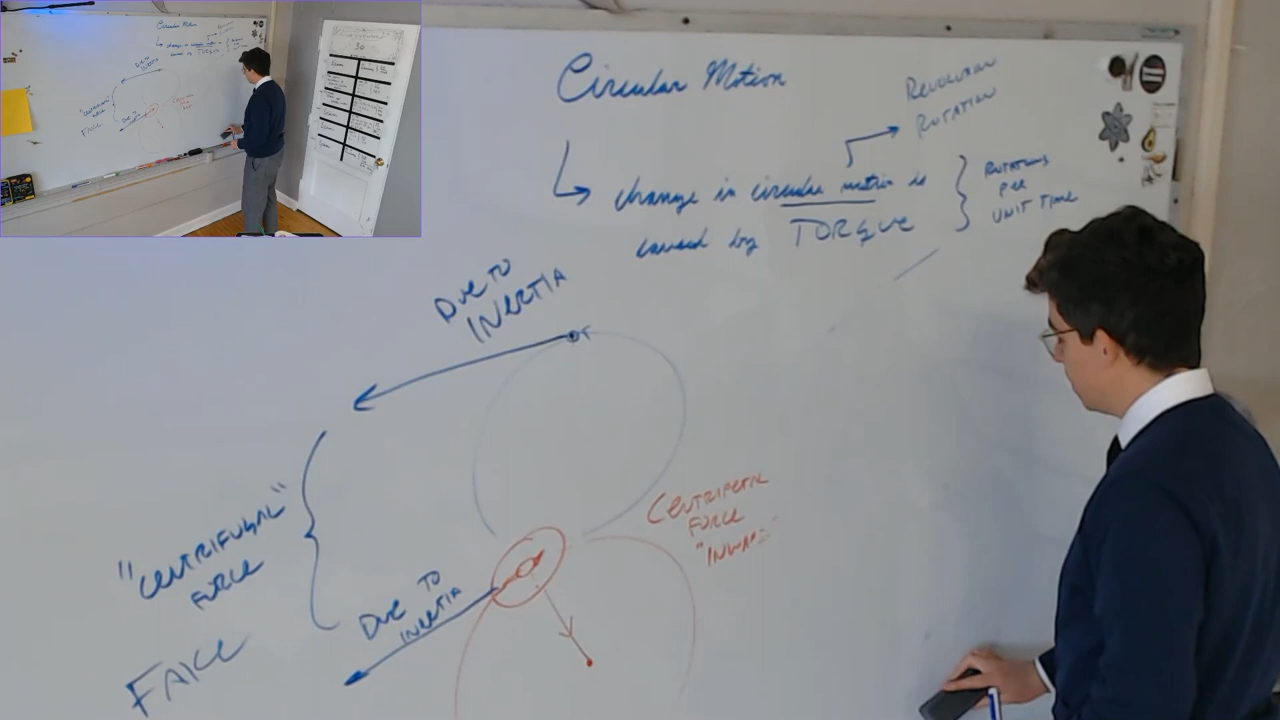 Circular Motion
REVOLUTION
ROTATION
change in circular motion is
caused by TORQUE
ROTATIONS
PER
UNIT TIME
DUE TO
INERTIA
"CENTRIFUGAL"
FORCE
FAKE
DUE TO
INERTIA
CENTRIPETAL
FORCE